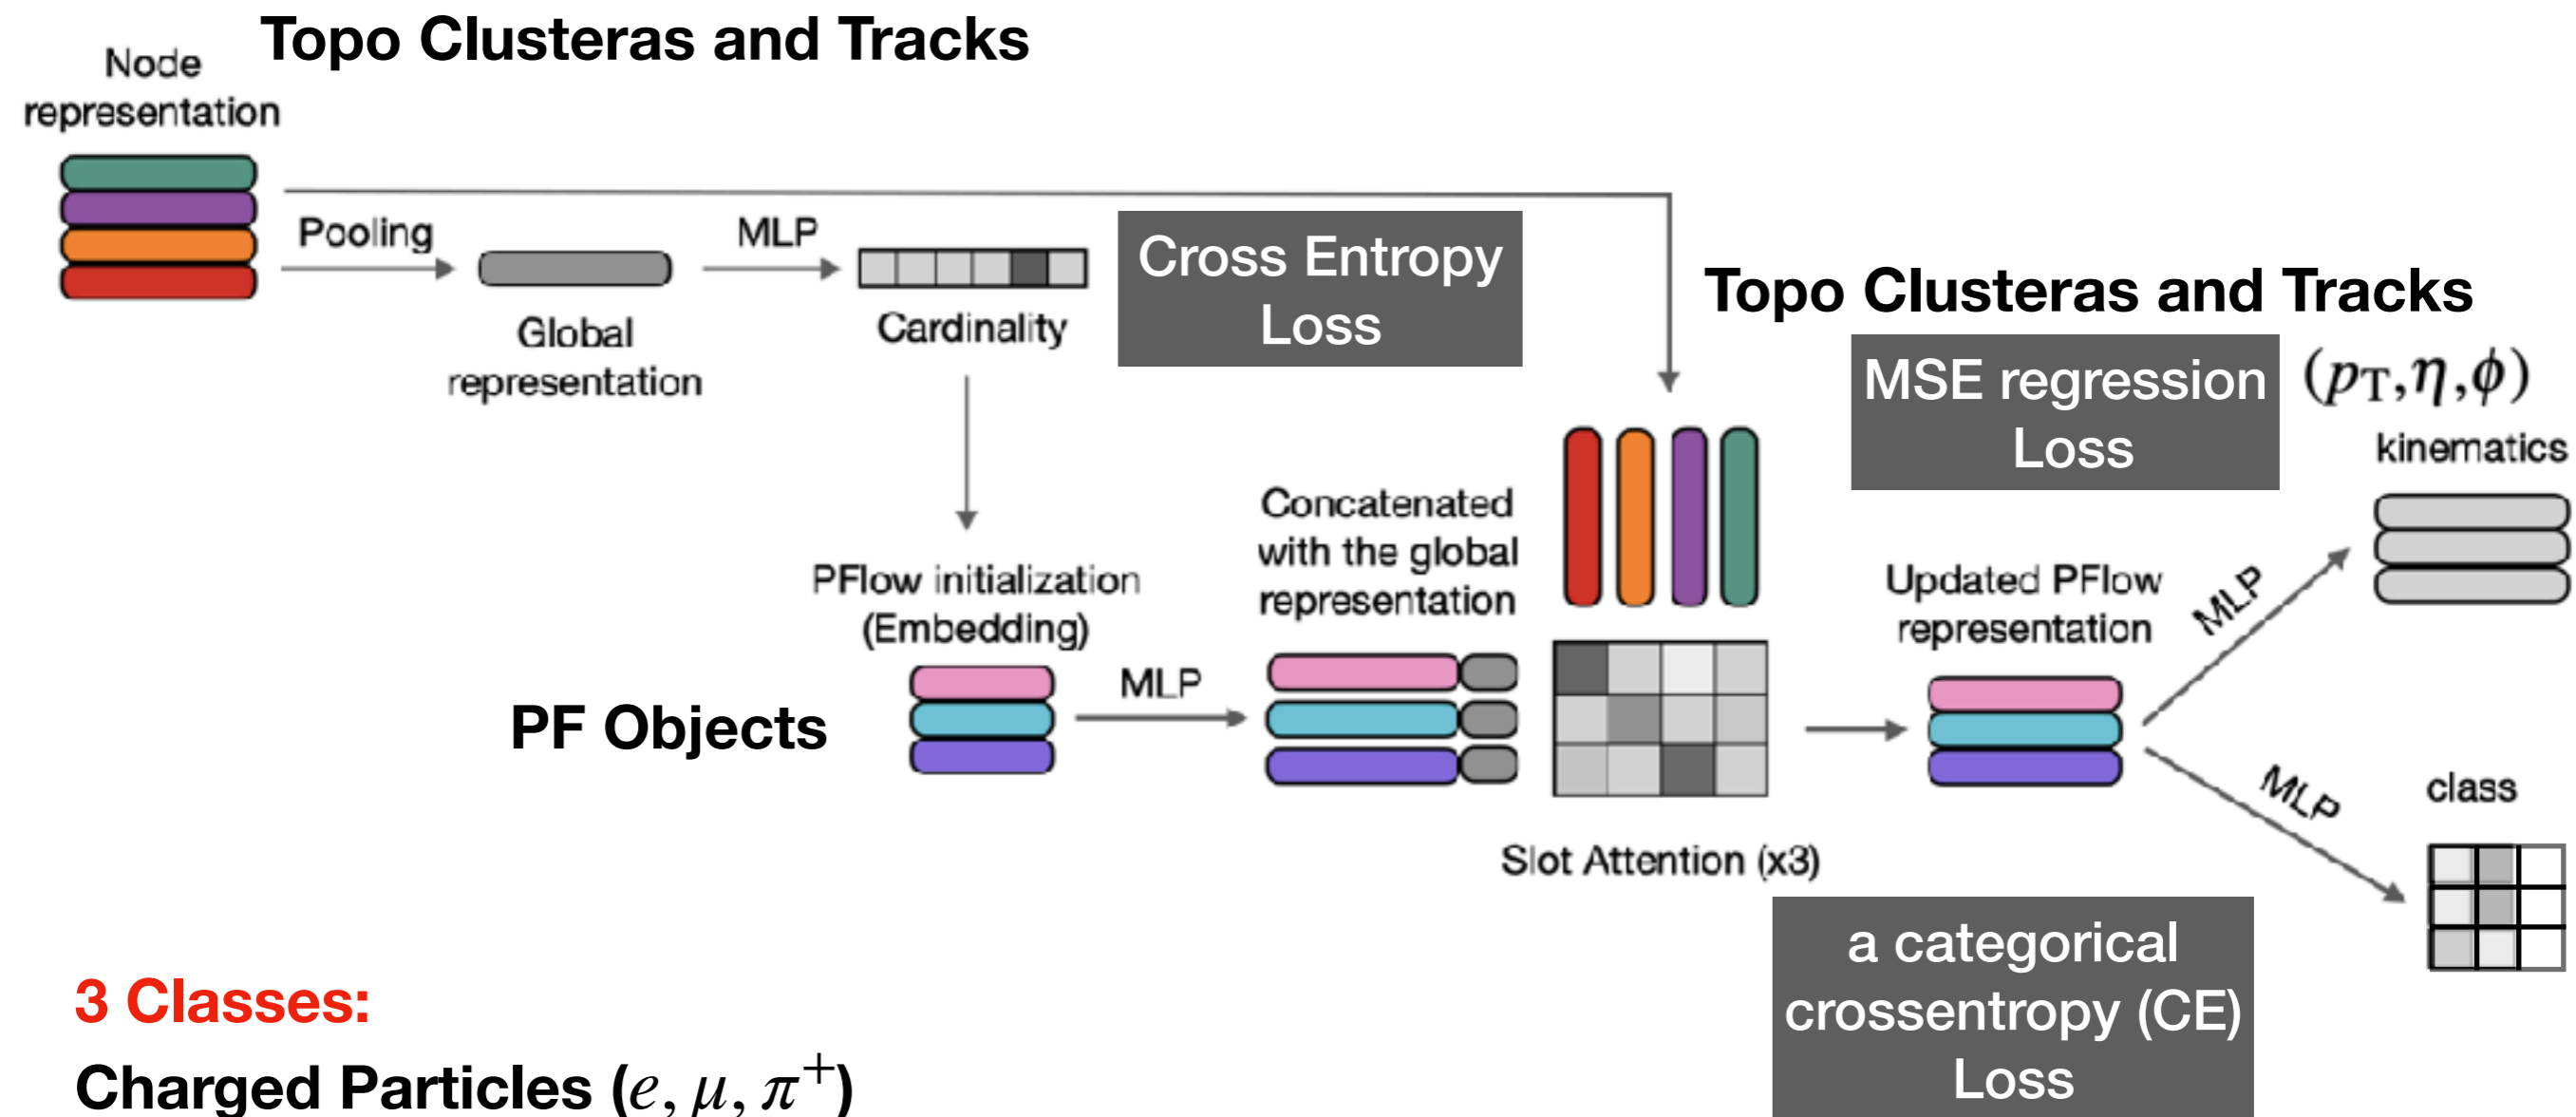 Topo Clusteras and Tracks
Node
representation
Pooling
MLP
Global
representation
Cardinality
Cross Entropy
Loss
Topo Clusteras and Tracks
MSE regression
Loss
(pT,η,ϕ)
kinematics
PFlow initialization
(Embedding)
PF Objects
MLP
Concatenated
with the global
representation
Slot Attention (x3)
Updated PFlow
representation
MLP
MLP
class
a categorical
crossentropy (CE)
Loss
3 Classes:
Charged Particles (e, μ, π⁺)